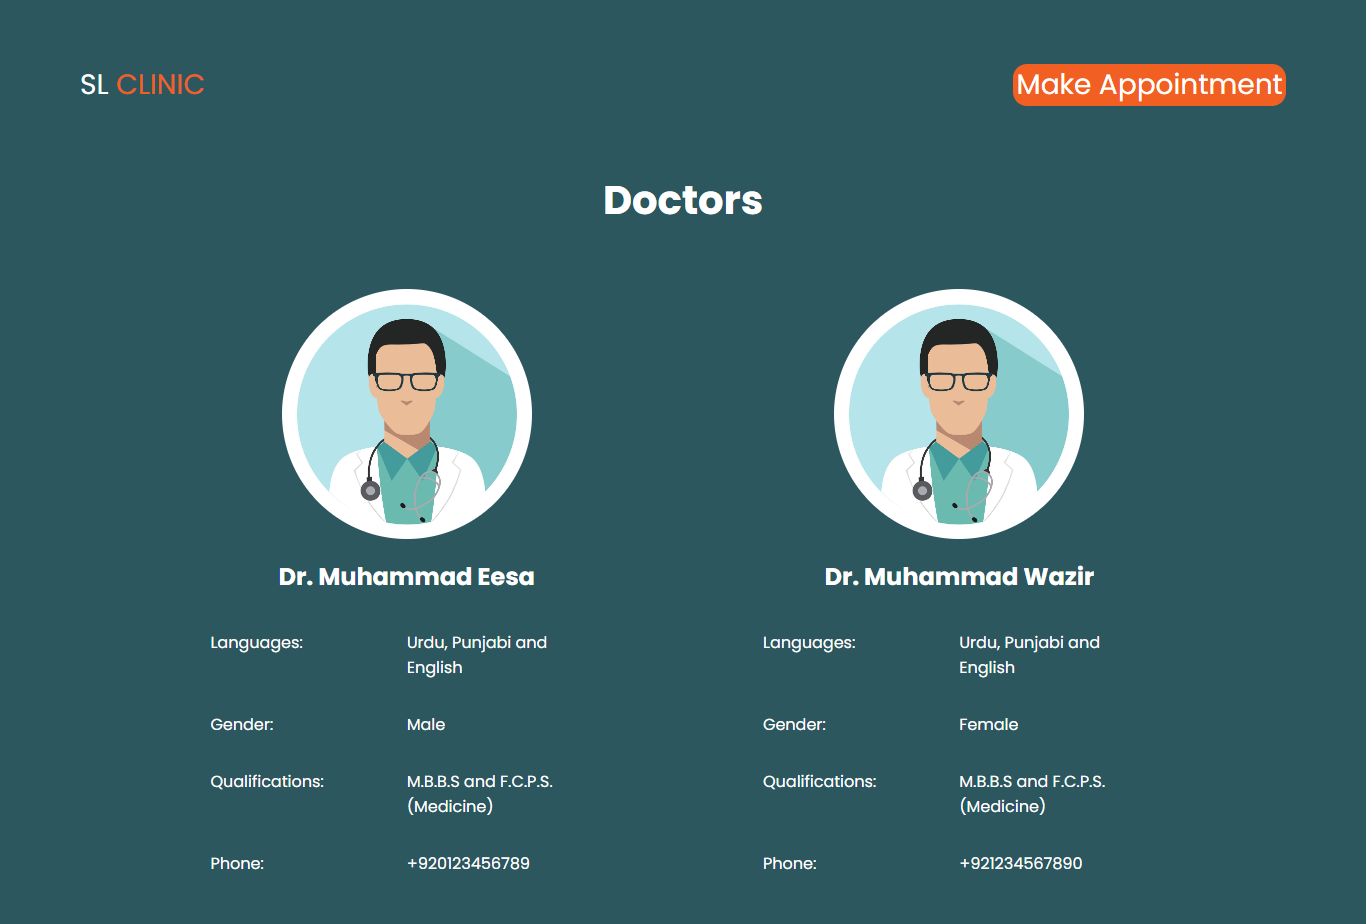 SL CLINIC
Make Appointment
Doctors
Dr. Muhammad Eesa
Languages: Urdu, Punjabi and
English
Gender: Male
Qualifications: M.B.B.S and F.C.P.S.
(Medicine)
Phone: +920123456789
Dr. Muhammad Wazir
Languages: Urdu, Punjabi and
English
Gender: Female
Qualifications: M.B.B.S and F.C.P.S.
(Medicine)
Phone: +921234567890